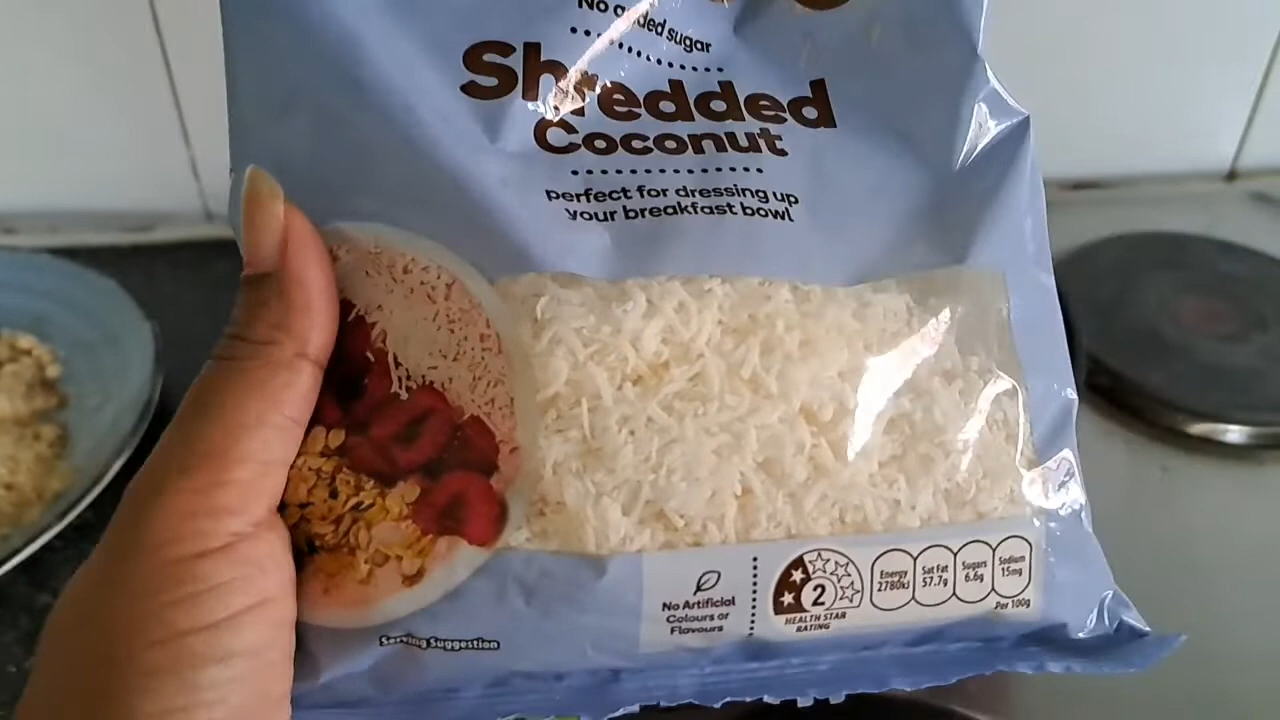 No added sugar
Shredded
Coconut
perfect for dressing up
your breakfast bowl
No Artificial
Colours or
Flavours
2
HEALTH STAR
RATING
Energy
2780kJ
Sat Fat
57.7g
Sugars
6.6g
Sodium
15mg
Per 100g
Serving Suggestion